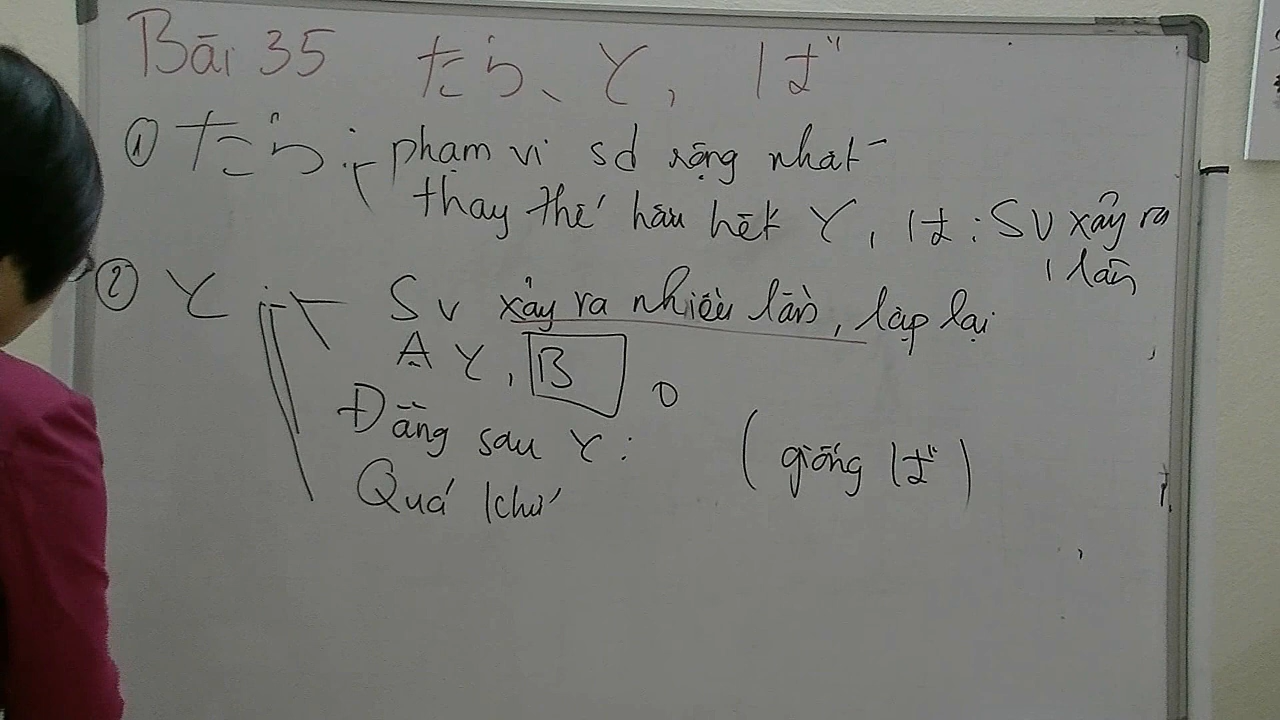 Bài 35 たら、と, ば
① たら: phạm vi sd rộng nhất
thay thế hầu hết と, は: SV xảy ra
1 lần
② と: SV xảy ra nhiều lần, lặp lại
A と, B 。
Đằng sau と: (giống ば)
Quá khứ